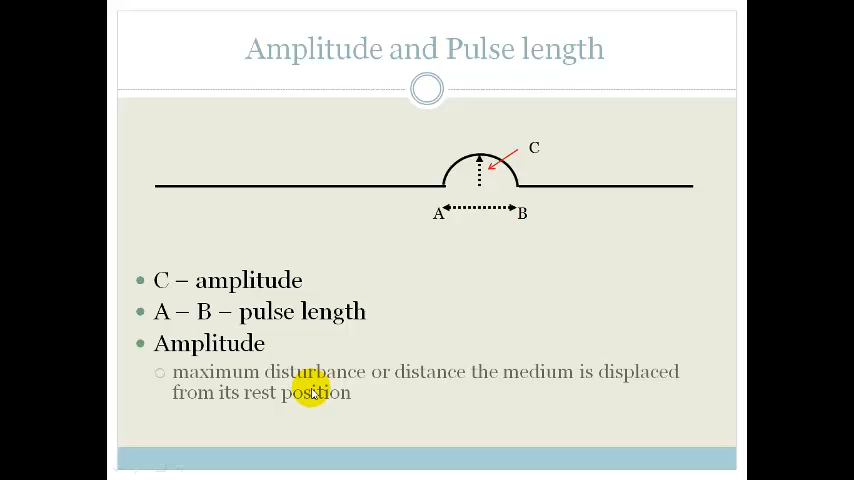 Amplitude and Pulse length
C
A
B
C – amplitude
A – B – pulse length
Amplitude
maximum disturbance or distance the medium is displaced
from its rest position